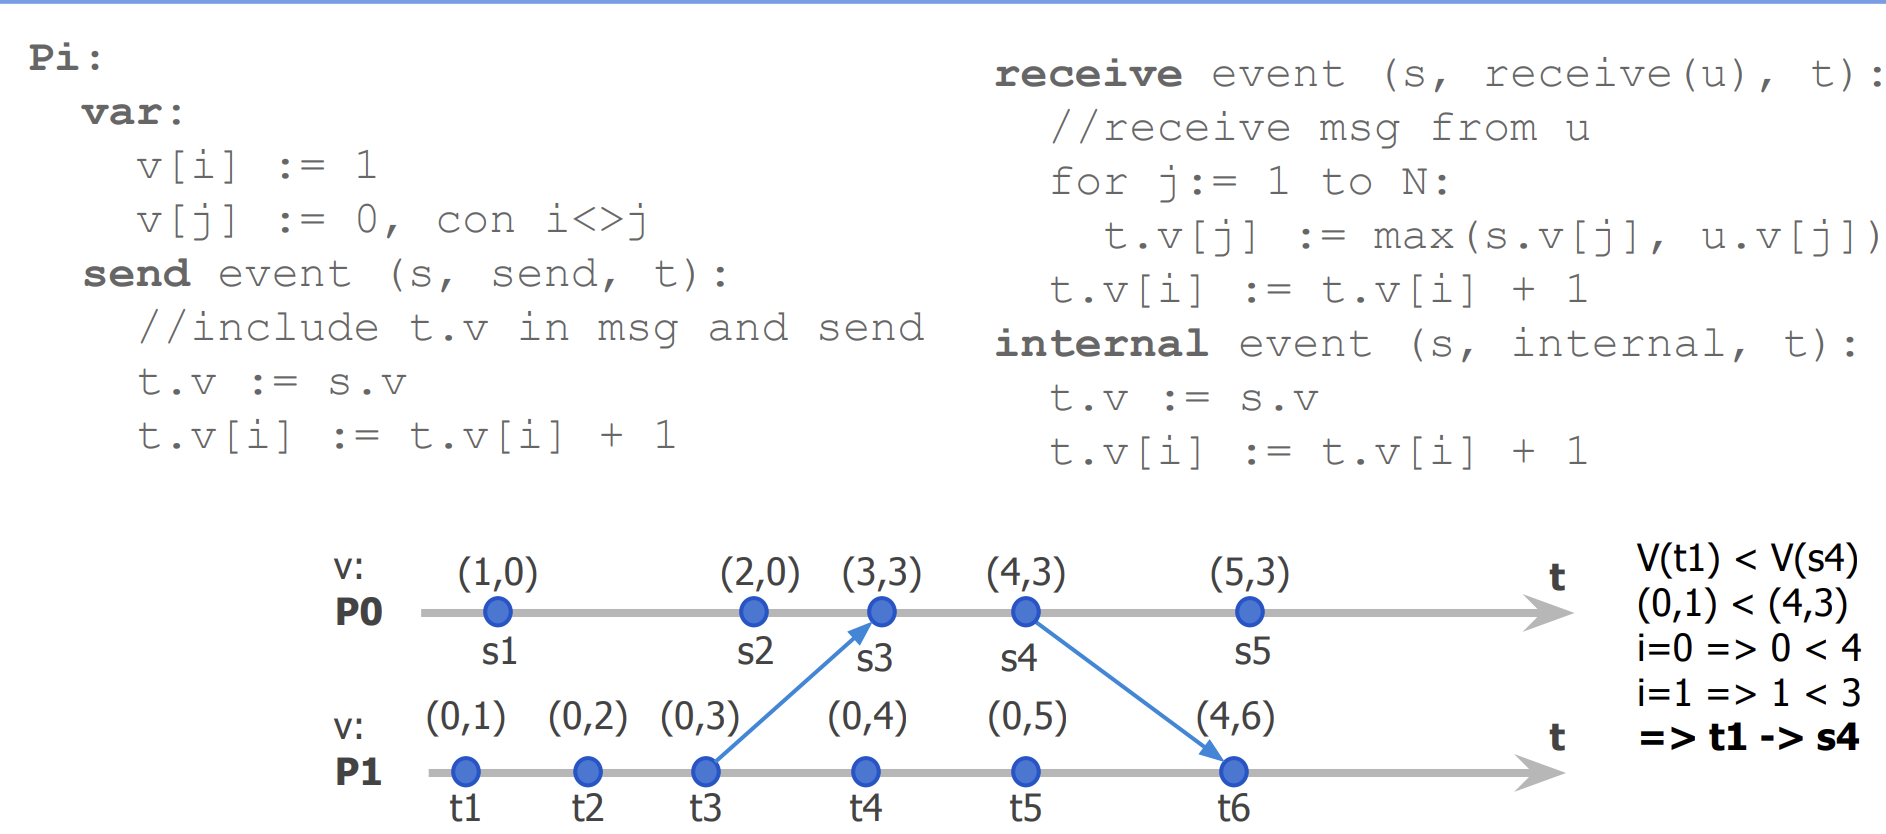 Pi:
var:
v[i] := 1
v[j] := 0, con i<>j
send event (s, send, t):
//include t.v in msg and send
t.v := s.v
t.v[i] := t.v[i] + 1
receive event (s, receive(u), t):
//receive msg from u
for j:= 1 to N:
t.v[j] := max(s.v[j], u.v[j])
t.v[i] := t.v[i] + 1
internal event (s, internal, t):
t.v := s.v
t.v[i] := t.v[i] + 1
v: (1,0) (2,0) (3,3) (4,3) (5,3)
P0 t
s1 s2 s3 s4 s5
v: (0,1) (0,2) (0,3) (0,4) (0,5) (4,6)
P1 t
t1 t2 t3 t4 t5 t6
V(t1) < V(s4)
(0,1) < (4,3)
i=0 => 0 < 4
i=1 => 1 < 3
=> t1 -> s4